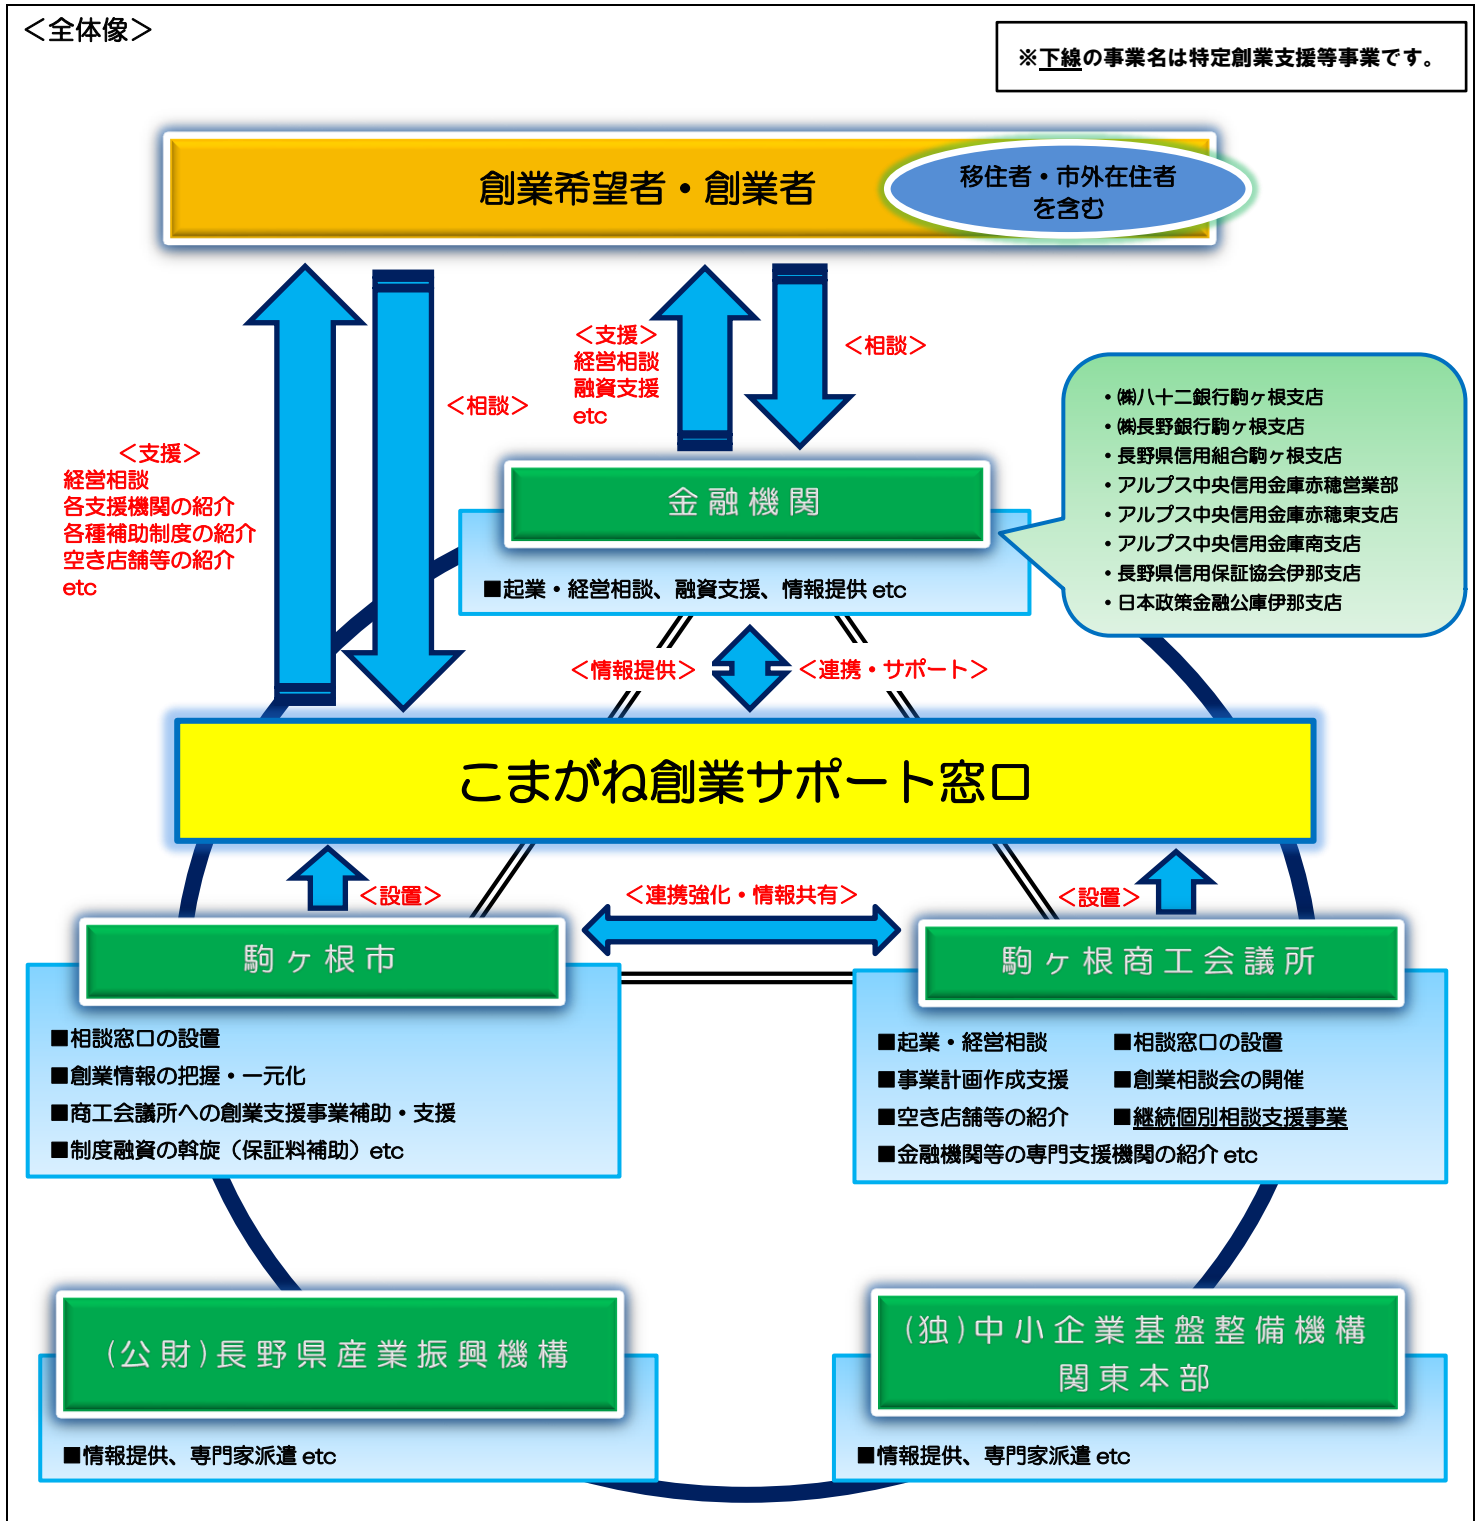 ＜全体像＞
※下線の事業名は特定創業支援等事業です。
創業希望者・創業者
移住者・市外在住者
を含む
＜支援＞
経営相談
融資支援
etc
＜相談＞
＜相談＞
＜支援＞
経営相談
各支援機関の紹介
各種補助制度の紹介
空き店舗等の紹介
etc
・㈱八十二銀行駒ヶ根支店
・㈱長野銀行駒ヶ根支店
・長野県信用組合駒ヶ根支店
・アルプス中央信用金庫赤穂営業部
・アルプス中央信用金庫赤穂東支店
・アルプス中央信用金庫南支店
・長野県信用保証協会伊那支店
・日本政策金融公庫伊那支店
金融機関
■起業・経営相談、融資支援、情報提供 etc
＜情報提供＞
＜連携・サポート＞
こまがね創業サポート窓口
＜設置＞
＜連携強化・情報共有＞
＜設置＞
駒ヶ根市
■相談窓口の設置
■創業情報の把握・一元化
■商工会議所への創業支援事業補助・支援
■制度融資の斡旋（保証料補助）etc
駒ヶ根商工会議所
■起業・経営相談　■相談窓口の設置
■事業計画作成支援　■創業相談会の開催
■空き店舗等の紹介　■継続個別相談支援事業
■金融機関等の専門支援機関の紹介 etc
(公財)長野県産業振興機構
■情報提供、専門家派遣 etc
(独)中小企業基盤整備機構
関東本部
■情報提供、専門家派遣 etc